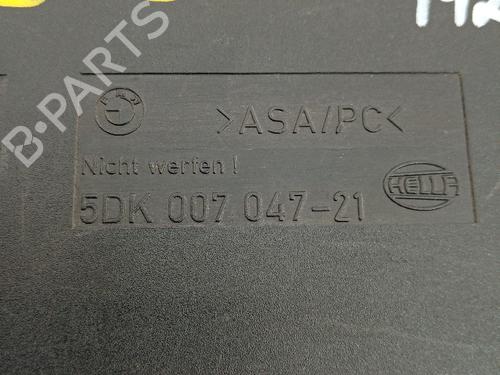 >ASA/PC<
Nicht werfen !
5DK 007 047-21
HELLA
B-PARTS